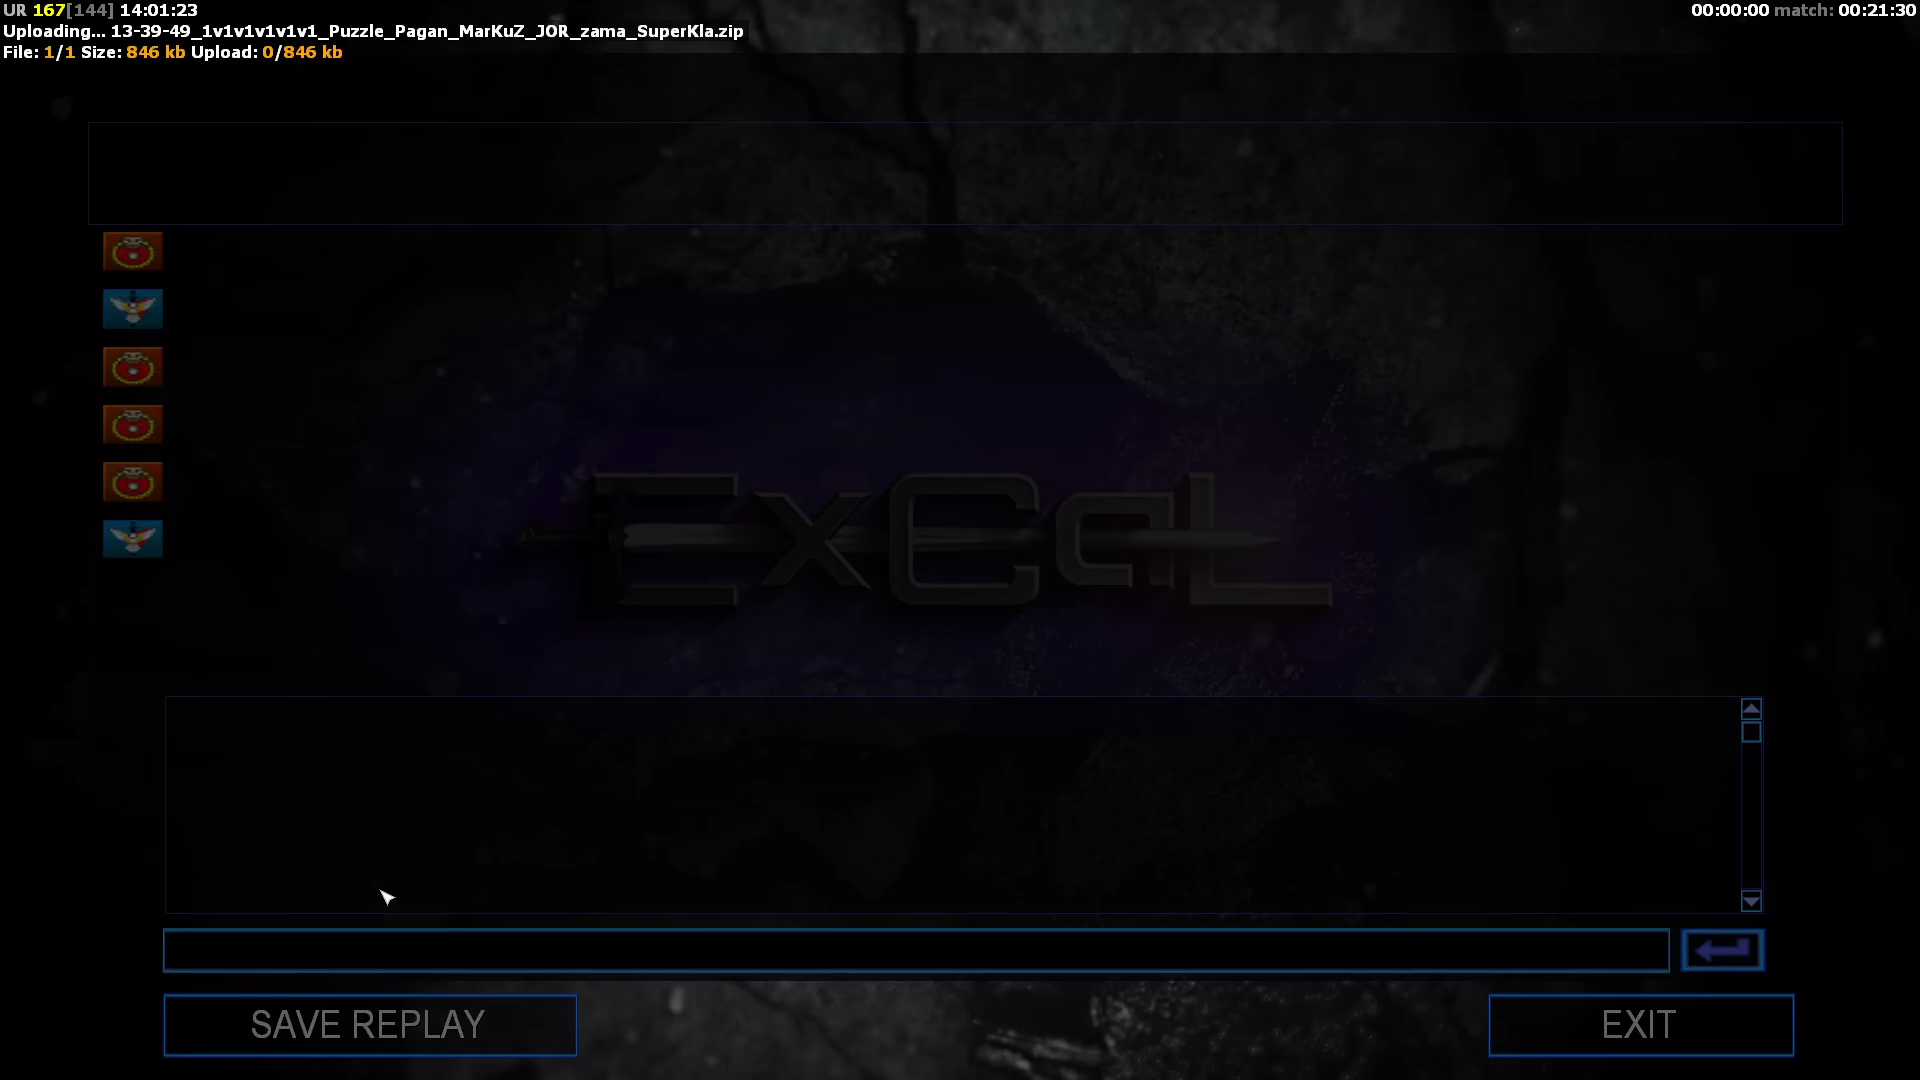 UR 167[144] 14:01:23
00:00:00 match: 00:21:30
Uploading... 13-39-49_1v1v1v1v1v1_Puzzle_Pagan_MarKuZ_JOR_zama_SuperKla.zip
File: 1/1 Size: 846 kb Upload: 0/846 kb
ExCaL
SAVE REPLAY
EXIT